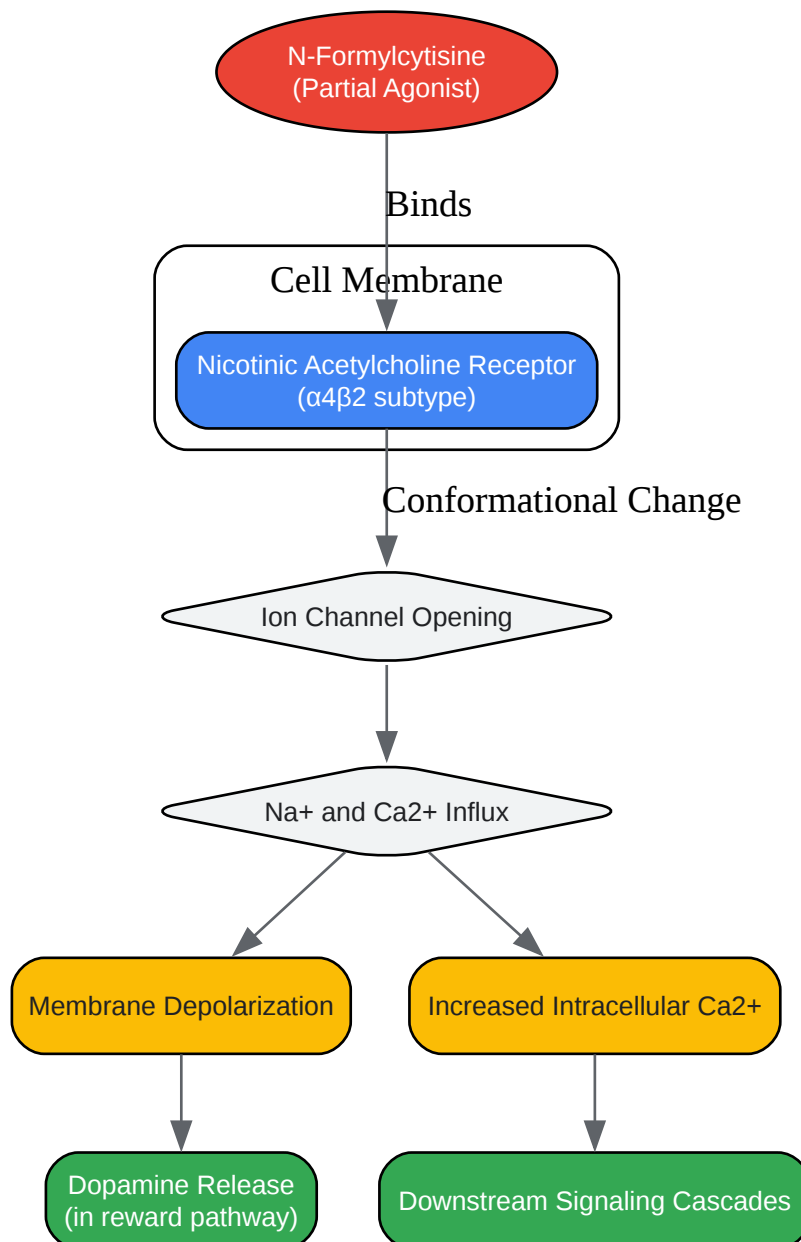 N-Formylcytisine
(Partial Agonist)
Binds
Cell Membrane
Nicotinic Acetylcholine Receptor
(α4β2 subtype)
Conformational Change
Ion Channel Opening
Na+ and Ca2+ Influx
Membrane Depolarization
Increased Intracellular Ca2+
Dopamine Release
(in reward pathway)
Downstream Signaling Cascades